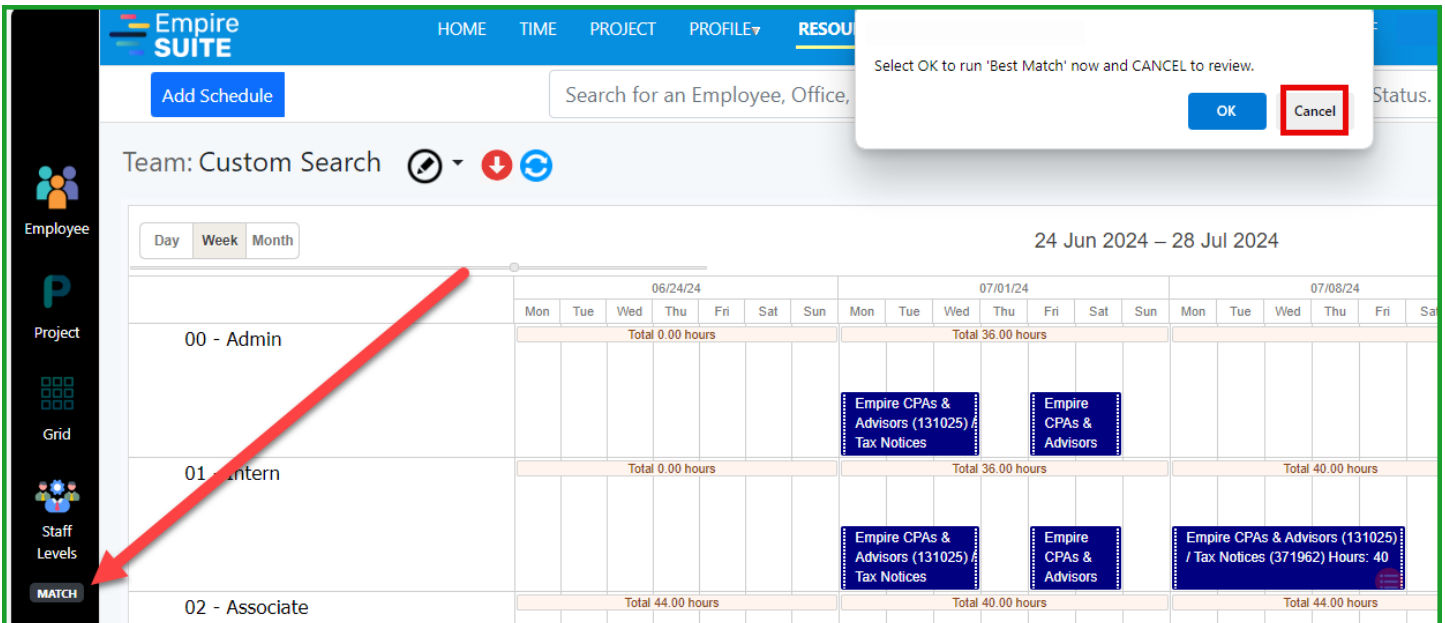 Empire
SUITE
HOME TIME PROJECT PROFILE▿ RESOU
Select OK to run 'Best Match' now and CANCEL to review.
OK Cancel
Add Schedule
Search for an Employee, Office,
Status.
Team: Custom Search
Employee
Project
Grid
Staff
Levels
MATCH
Day Week Month
24 Jun 2024 – 28 Jul 2024
06/24/24 07/01/24 07/08/24
Mon Tue Wed Thu Fri Sat Sun Mon Tue Wed Thu Fri Sat Sun Mon Tue Wed Thu Fri Sat
00 - Admin
Total 0.00 hours Total 36.00 hours
Empire CPAs &
Advisors (131025) /
Tax Notices
Empire
CPAs &
Advisors
01 - Intern
Total 0.00 hours Total 36.00 hours Total 40.00 hours
Empire CPAs &
Advisors (131025) /
Tax Notices
Empire
CPAs &
Advisors
Empire CPAs & Advisors (131025)
/ Tax Notices (371962) Hours: 40
02 - Associate
Total 44.00 hours Total 40.00 hours Total 44.00 hours